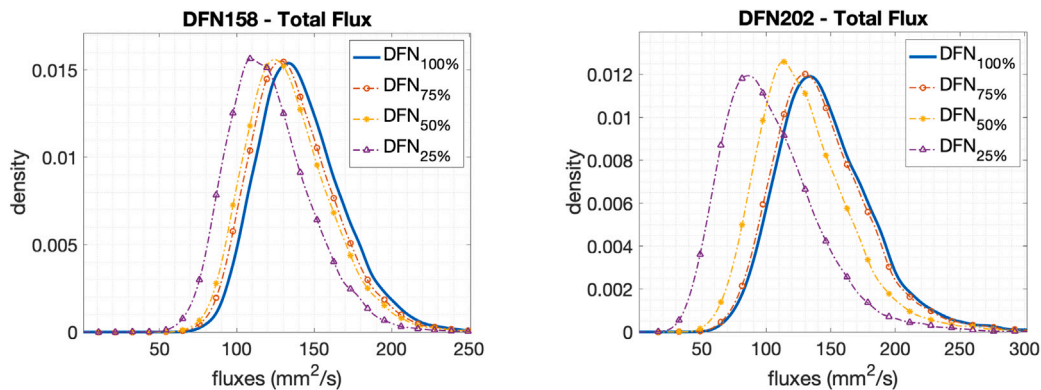 DFN158 - Total Flux
0.015
0.01
0.005
0
density
50
100
150
200
250
fluxes (mm²/s)
DFN100%
DFN75%
DFN50%
DFN25%
DFN202 - Total Flux
0.012
0.01
0.008
0.006
0.004
0.002
0
density
50
100
150
200
250
300
fluxes (mm²/s)
DFN100%
DFN75%
DFN50%
DFN25%